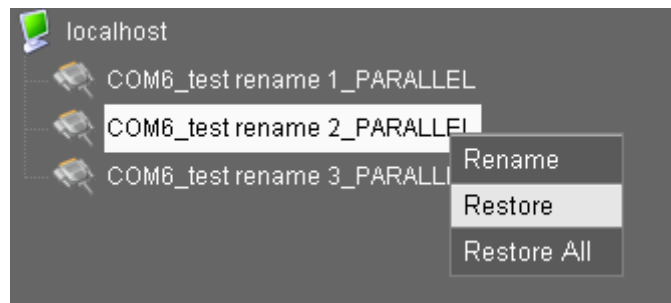 localhost
COM6_test rename 1_PARALLEL
COM6_test rename 2_PARALLEL
COM6_test rename 3_PARALL
Rename
Restore
Restore All